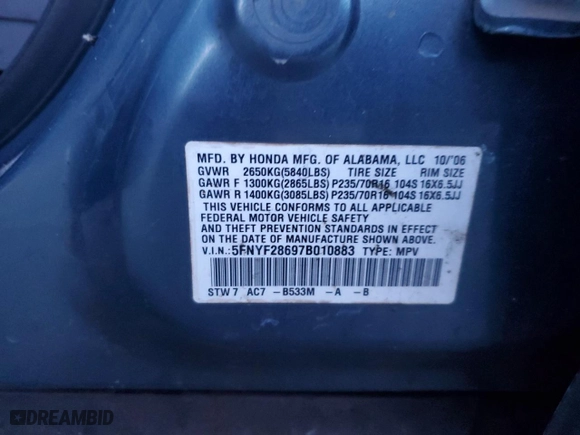 MFD. BY HONDA MFG. OF ALABAMA, LLC 10/'06
GVWR 2650KG(5840LBS) TIRE SIZE RIM SIZE
GAWR F 1300KG(2865LBS) P235/70R16 104S 16X6.5JJ
GAWR R 1400KG(3085LBS) P235/70R16 104S 16X6.5JJ
THIS VEHICLE CONFORMS TO ALL APPLICABLE
FEDERAL MOTOR VEHICLE SAFETY
AND THEFT PREVENTION STANDARDS IN EFFECT
ON THE DATE OF MANUFACTURE SHOWN ABOVE.
V.I.N.: 5FNYF28697B010883 TYPE: MPV
STW7 AC7 -B533M -A -B
DREAMBID